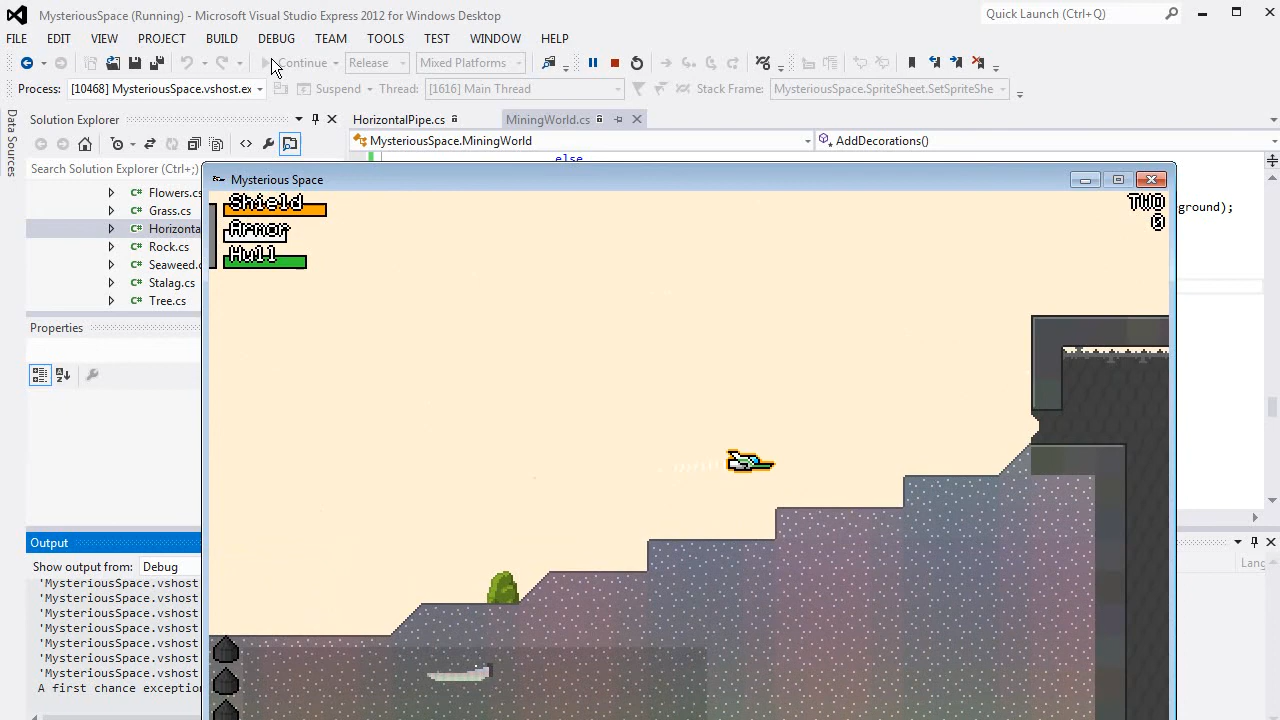 MysteriousSpace (Running) - Microsoft Visual Studio Express 2012 for Windows Desktop
Quick Launch (Ctrl+Q)
FILE EDIT VIEW PROJECT BUILD DEBUG TEAM TOOLS TEST WINDOW HELP
Continue Release Mixed Platforms
Process: [10468] MysteriousSpace.vshost.ex Suspend Thread: [1616] Main Thread Stack Frame: MysteriousSpace.SpriteSheet.SetSpriteShe
Data Sources
Solution Explorer
HorizontalPipe.cs MiningWorld.cs
MysteriousSpace.MiningWorld AddDecorations()
Search Solution Explorer (Ctrl+;)
else
Mysterious Space
Flowers.cs
Grass.cs
Horizonta
Rock.cs
Seaweed.c
Stalag.cs
Tree.cs
Shield
Armor
Hull
TWO
0
ground);
Properties
Output
Show output from: Debug
'MysteriousSpace.vshost
'MysteriousSpace.vshost
'MysteriousSpace.vshost
'MysteriousSpace.vshost
'MysteriousSpace.vshost
'MysteriousSpace.vshost
'MysteriousSpace.vshost
A first chance exception
Lang